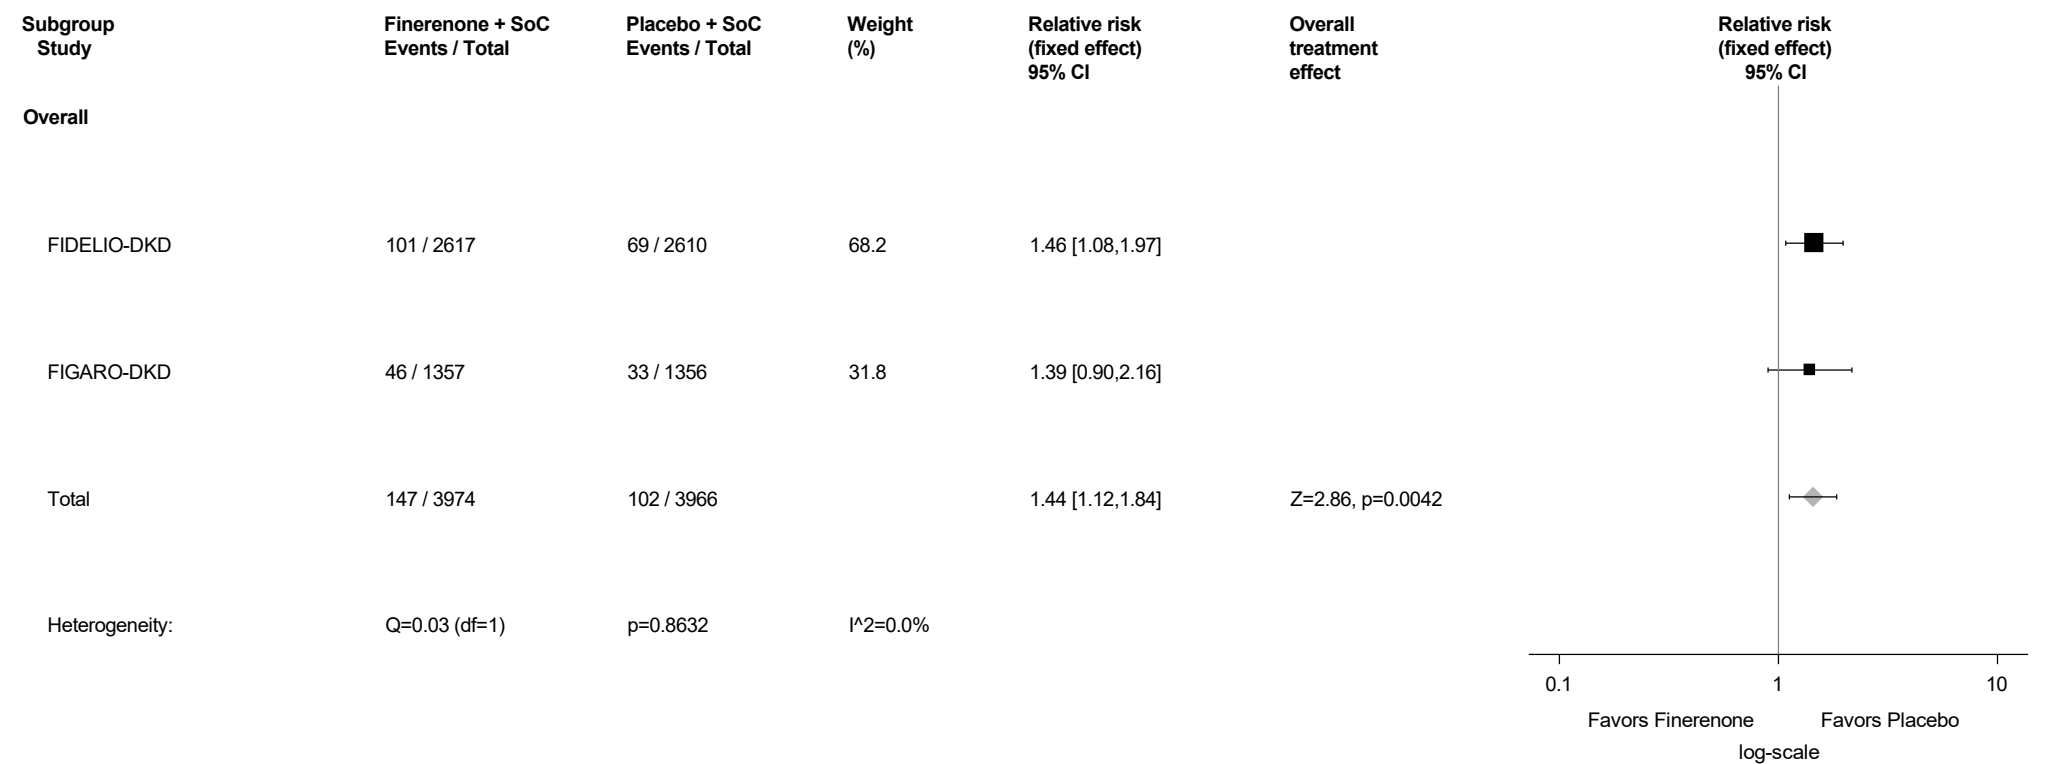 Subgroup Finerenone + SoC Placebo + SoC Weight Relative risk Overall Relative risk
Study Events / Total Events / Total (%) (fixed effect) treatment (fixed effect)
95% CI effect 95% CI
Overall
FIDELIO-DKD 101 / 2617 69 / 2610 68.2 1.46 [1.08,1.97]
FIGARO-DKD 46 / 1357 33 / 1356 31.8 1.39 [0.90,2.16]
Total 147 / 3974 102 / 3966 1.44 [1.12,1.84] Z=2.86, p=0.0042
Heterogeneity: Q=0.03 (df=1) p=0.8632 I^2=0.0%
0.1 1 10
Favors Finerenone Favors Placebo
log-scale